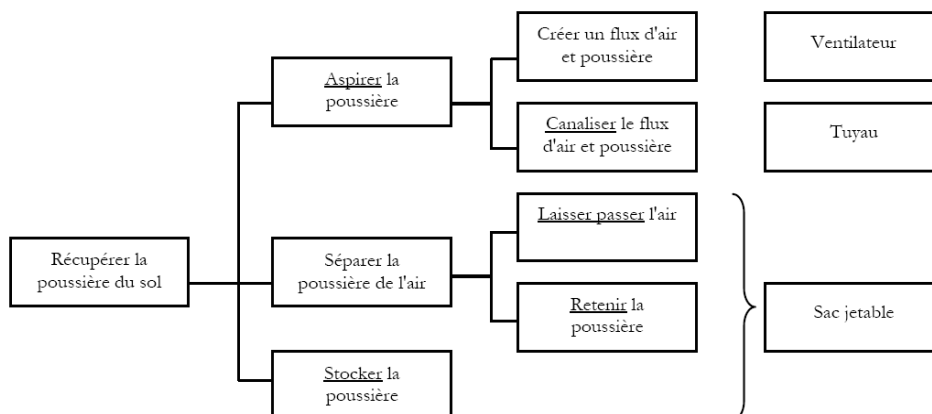 Créer un flux d'air
et poussière
Ventilateur
Aspirer la
poussière
Canaliser le flux
d'air et poussière
Tuyau
Laisser passer l'air
Récupérer la
poussière du sol
Séparer la
poussière de l'air
Retenir la
poussière
Sac jetable
Stocker la
poussière